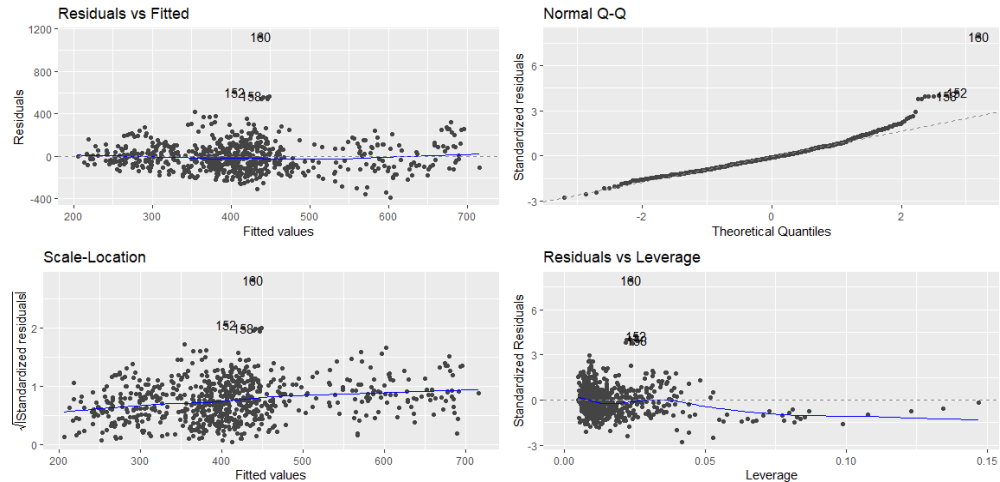 Residuals vs Fitted
Residuals
1200
800
400
0
-400
160
152
158
200 300 400 500 600 700
Fitted values
Normal Q-Q
Standardized residuals
6
3
0
-3
160
152
158
-2 0 2
Theoretical Quantiles
Scale-Location
√|Standardized residuals|
2
1
0
160
152
158
200 300 400 500 600 700
Fitted values
Residuals vs Leverage
Standardized Residuals
6
3
0
-3
160
152
158
0.00 0.05 0.10 0.15
Leverage